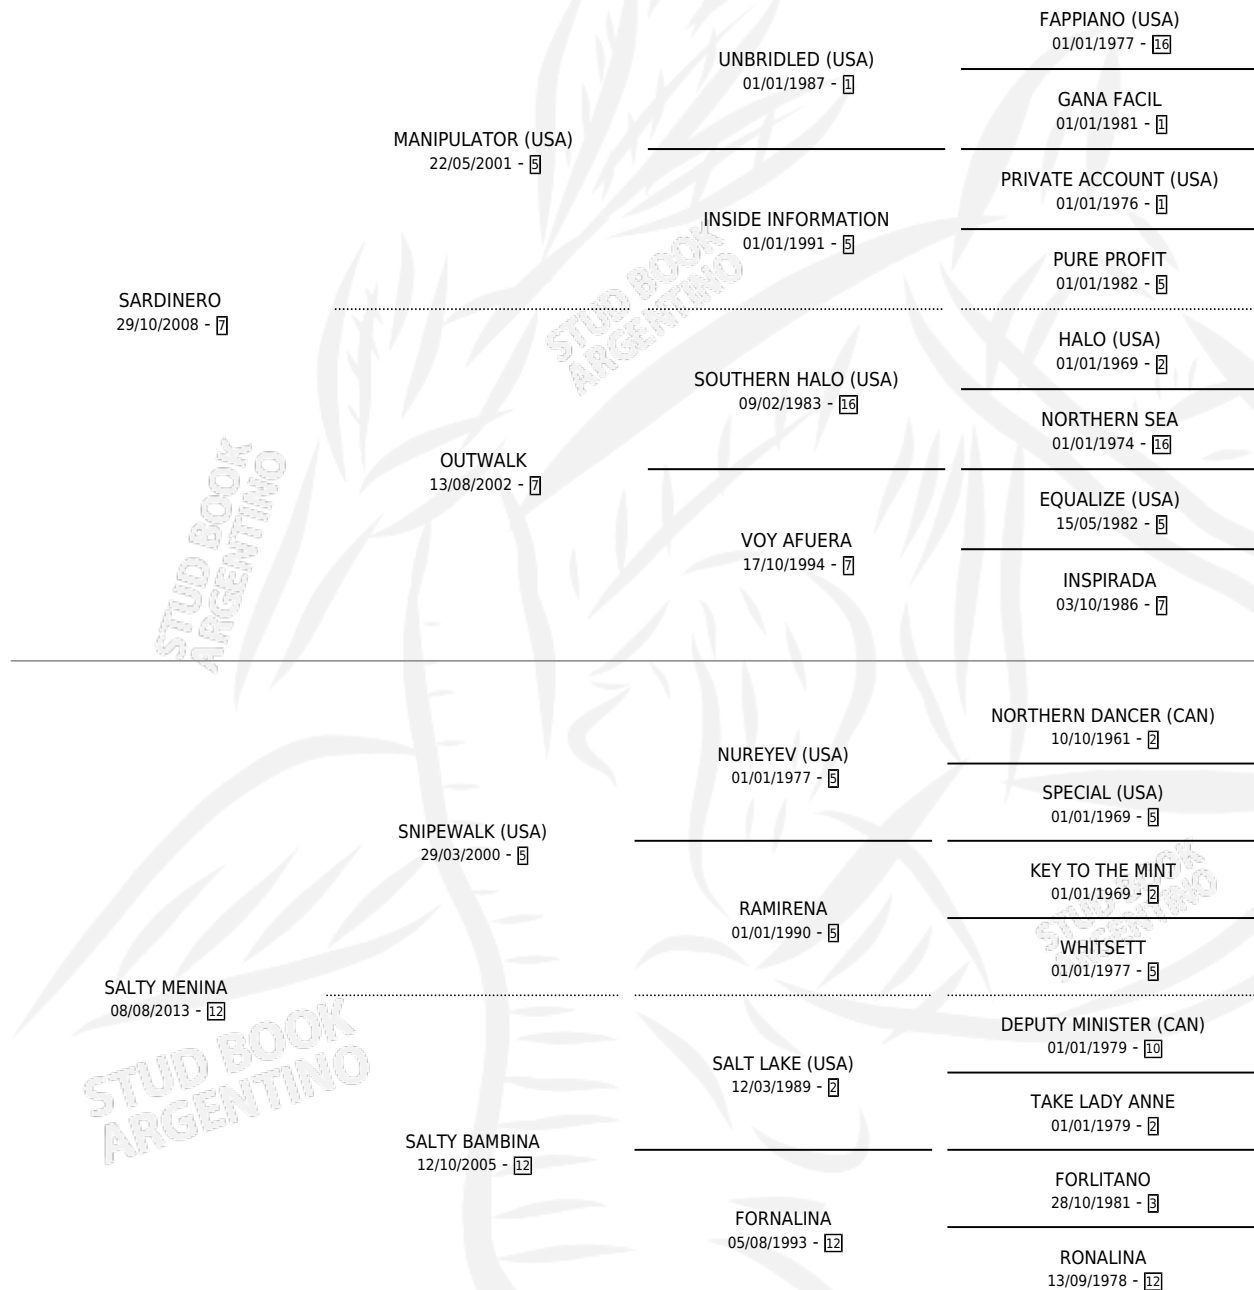 FAPPIANO (USA)
01/01/1977 - 16
UNBRIDLED (USA)
01/01/1987 - 1
GANA FACIL
01/01/1981 - 1
MANIPULATOR (USA)
22/05/2001 - 5
PRIVATE ACCOUNT (USA)
01/01/1976 - 1
INSIDE INFORMATION
01/01/1991 - 5
PURE PROFIT
01/01/1982 - 5
SARDINERO
29/10/2008 - 7
HALO (USA)
01/01/1969 - 2
SOUTHERN HALO (USA)
09/02/1983 - 16
NORTHERN SEA
01/01/1974 - 16
OUTWALK
13/08/2002 - 7
EQUALIZE (USA)
15/05/1982 - 5
VOY AFUERA
17/10/1994 - 7
INSPIRADA
03/10/1986 - 7
NORTHERN DANCER (CAN)
10/10/1961 - 2
NUREYEV (USA)
01/01/1977 - 5
SPECIAL (USA)
01/01/1969 - 5
SNIPEWALK (USA)
29/03/2000 - 5
KEY TO THE MINT
01/01/1969 - 2
RAMIRENA
01/01/1990 - 5
WHITSETT
01/01/1977 - 5
SALTY MENINA
08/08/2013 - 12
DEPUTY MINISTER (CAN)
01/01/1979 - 10
SALT LAKE (USA)
12/03/1989 - 2
TAKE LADY ANNE
01/01/1979 - 2
SALTY BAMBINA
12/10/2005 - 12
FORLITANO
28/10/1981 - 3
FORNALINA
05/08/1993 - 12
RONALINA
13/09/1978 - 12
STUD BOOK
ARGENTINO
STUD BOOK
ARGENTINO
STUD BOOK
ARGENTINO
STUD BOOK
ARGENTINO